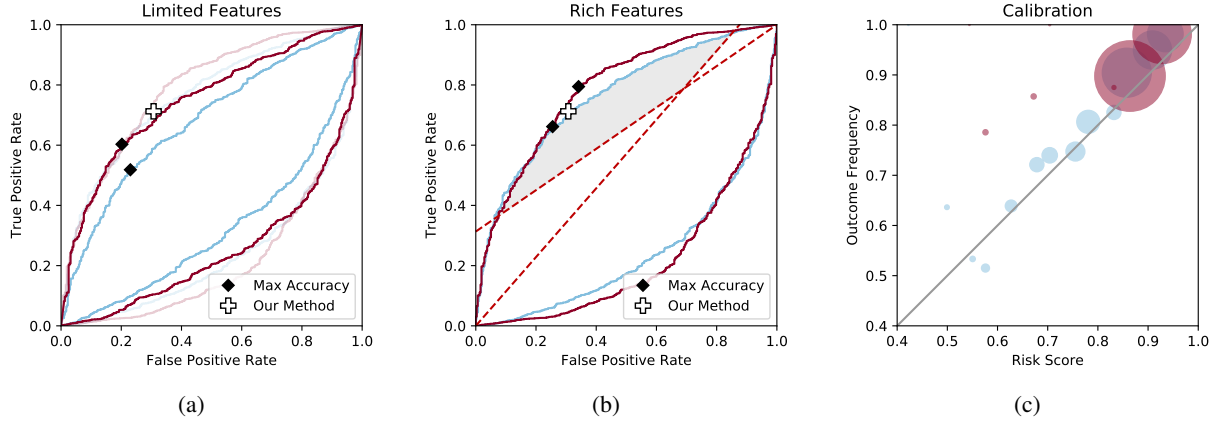 Limited Features
True Positive Rate
1.0
0.8
0.6
0.4
0.2
0.0
Max Accuracy
Our Method
0.0 0.2 0.4 0.6 0.8 1.0
False Positive Rate
(a)
Rich Features
True Positive Rate
1.0
0.8
0.6
0.4
0.2
0.0
Max Accuracy
Our Method
0.0 0.2 0.4 0.6 0.8 1.0
False Positive Rate
(b)
Calibration
Outcome Frequency
1.0
0.9
0.8
0.7
0.6
0.5
0.4
0.4 0.5 0.6 0.7 0.8 0.9 1.0
Risk Score
(c)